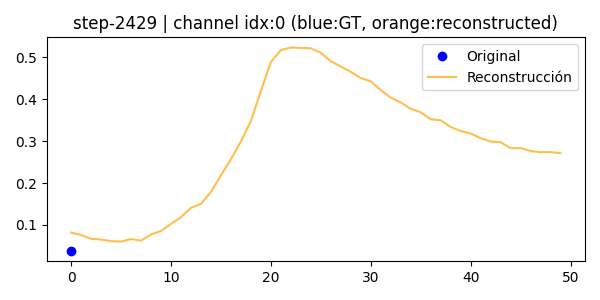 step-2429 | channel idx:0 (blue:GT, orange:reconstructed)
Original
Reconstrucción
0.5
0.4
0.3
0.2
0.1
0 10 20 30 40 50